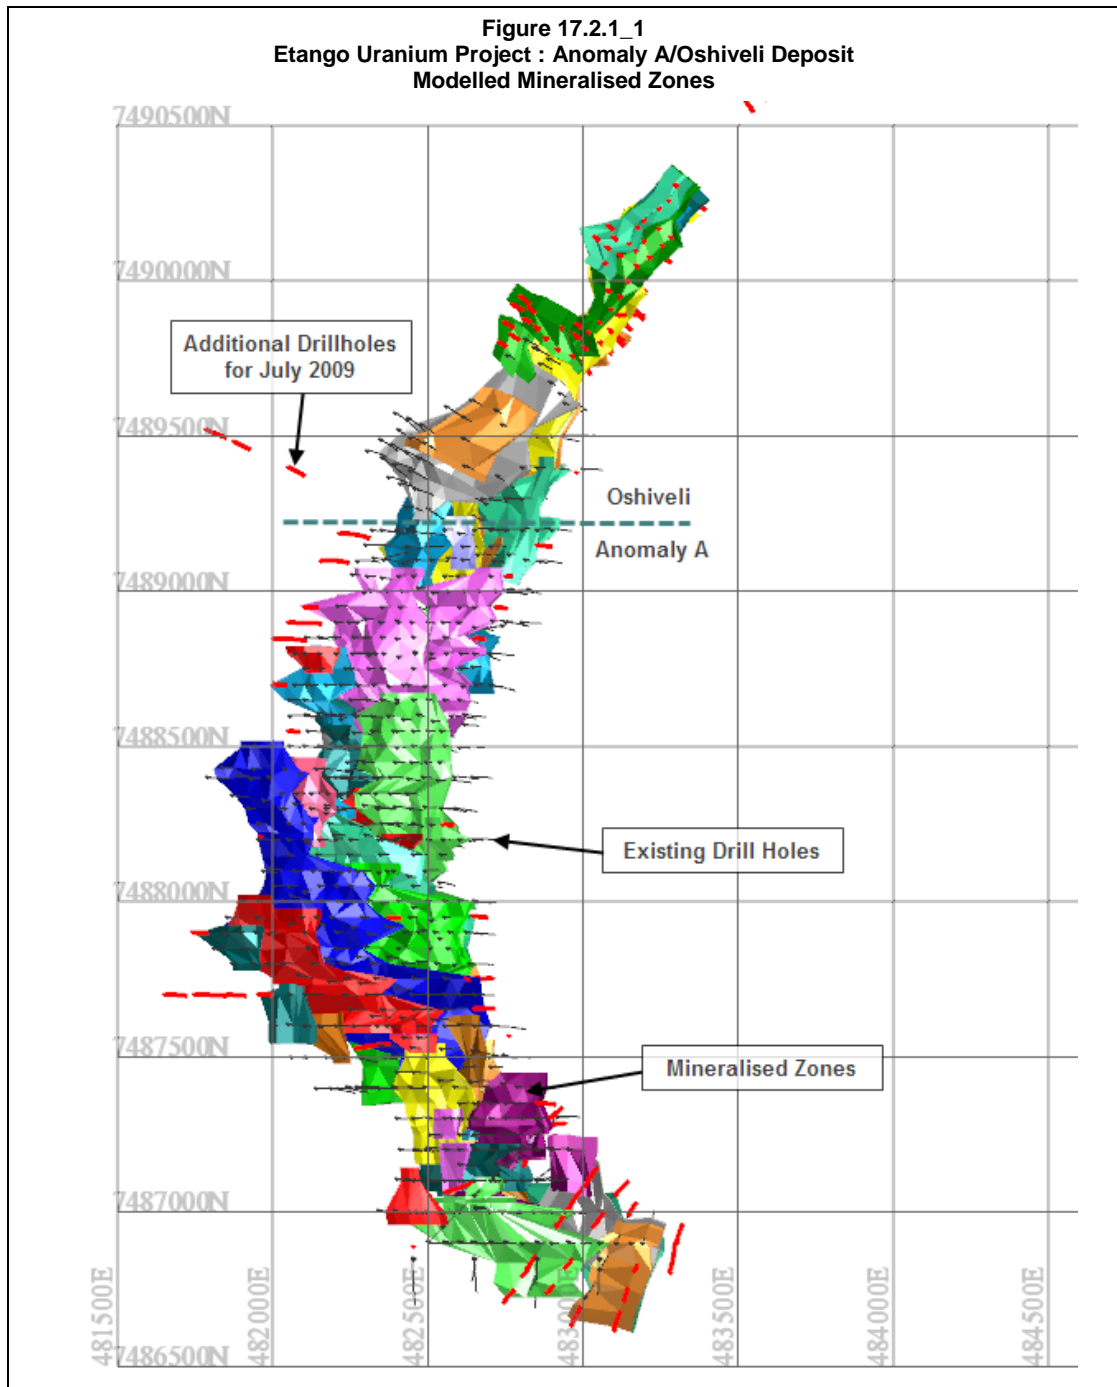 Figure 17.2.1_1
Etango Uranium Project : Anomaly A/Oshiveli Deposit
Modelled Mineralised Zones
7490500N
7490000N
Additional Drillholes
for July 2009
7489500N
Oshiveli
Anomaly A
7489000N
7488500N
Existing Drill Holes
7488000N
7487500N
Mineralised Zones
7487000N
7486500N
481500E
482000E
482500E
483000E
483500E
484000E
484500E